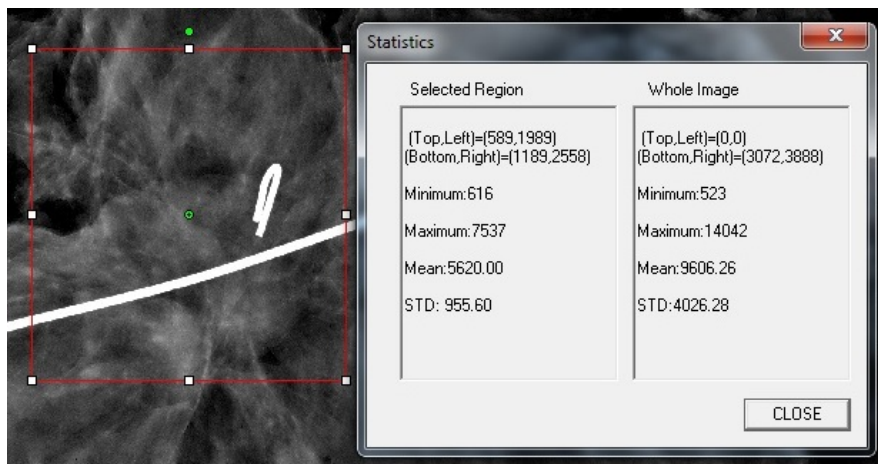 Statistics
Selected Region
(Top,Left)=(589,1989)
(Bottom,Right)=(1189,2558)
Minimum:616
Maximum:7537
Mean:5620.00
STD: 955.60
Whole Image
(Top,Left)=(0,0)
(Bottom,Right)=(3072,3888)
Minimum:523
Maximum:14042
Mean:9606.26
STD:4026.28
CLOSE